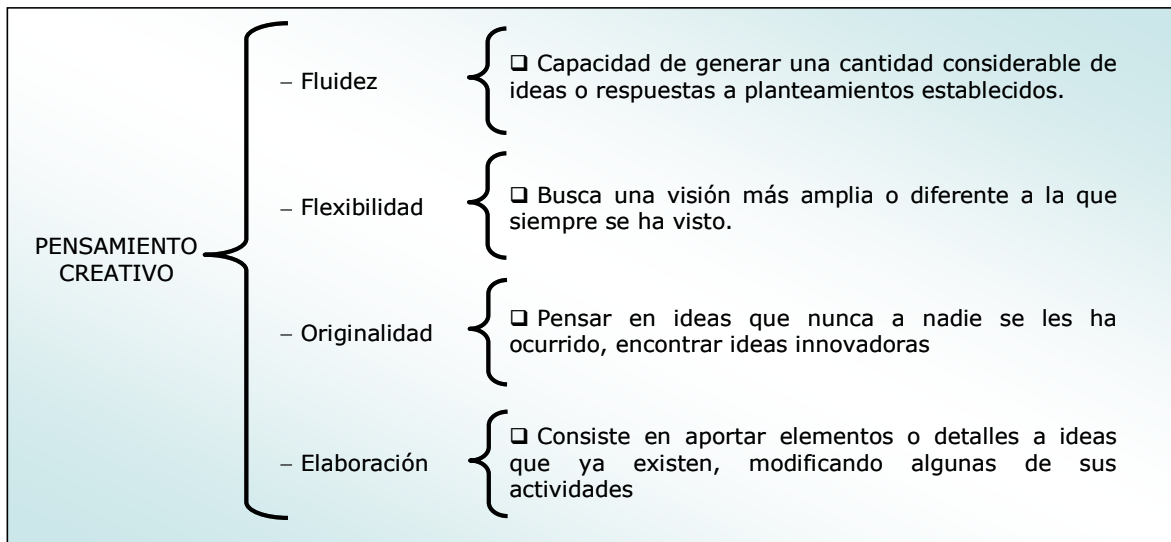 PENSAMIENTO
CREATIVO
– Fluidez
❑ Capacidad de generar una cantidad considerable de
ideas o respuestas a planteamientos establecidos.
– Flexibilidad
❑ Busca una visión más amplia o diferente a la que
siempre se ha visto.
– Originalidad
❑ Pensar en ideas que nunca a nadie se les ha
ocurrido, encontrar ideas innovadoras
– Elaboración
❑ Consiste en aportar elementos o detalles a ideas
que ya existen, modificando algunas de sus
actividades